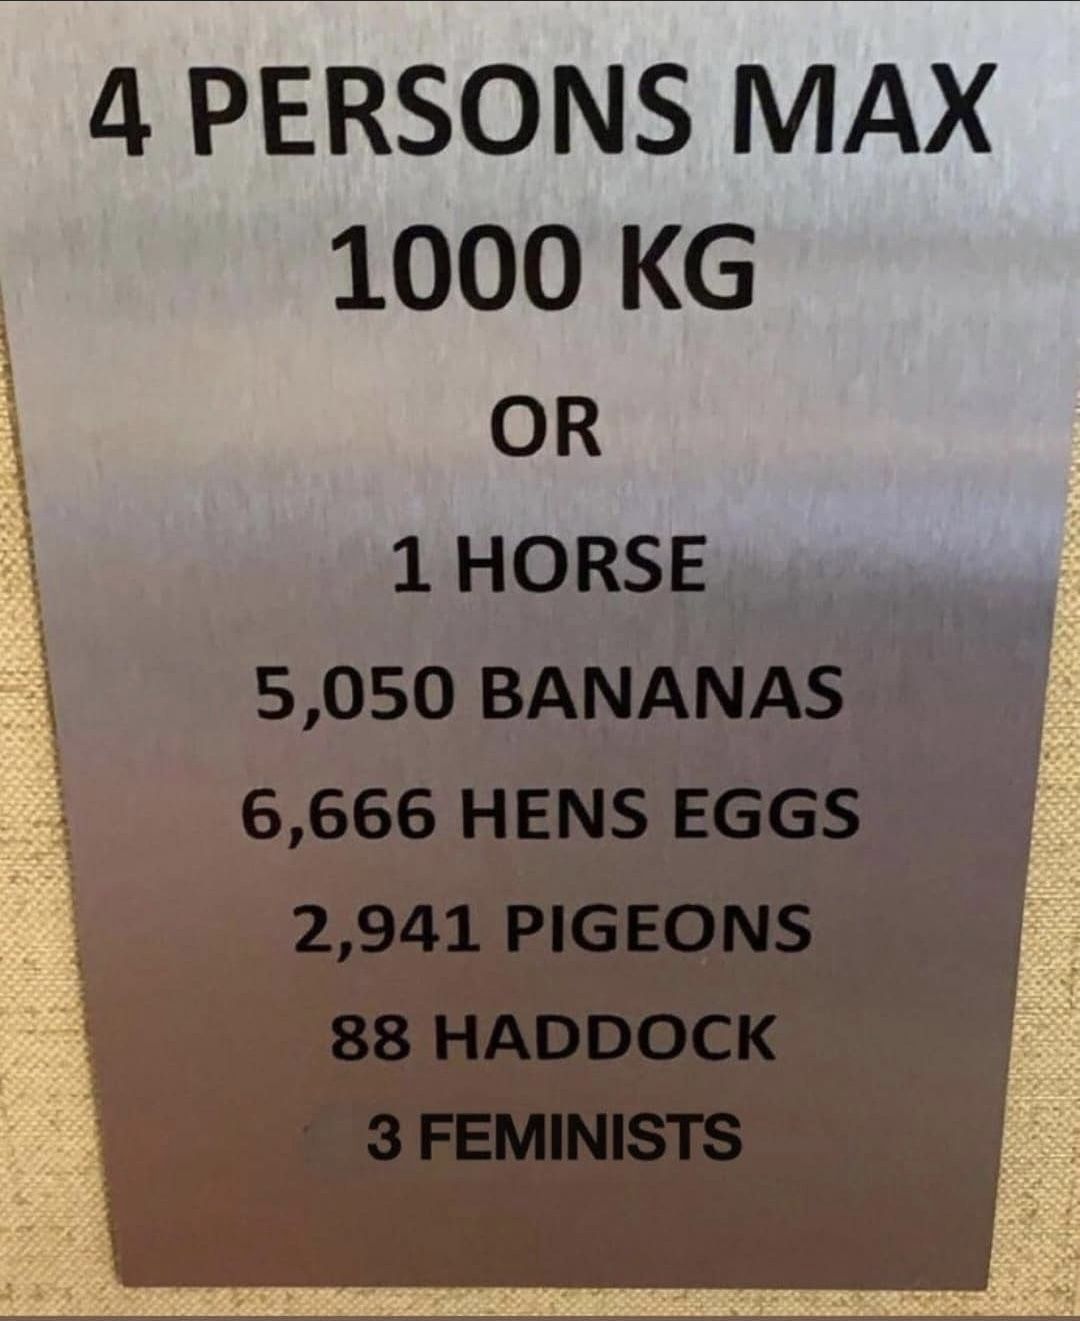 4 PERSONS MAX
1000 KG
OR
1 HORSE
5,050 BANANAS
6,666 HENS EGGS
2,941 PIGEONS
88 HADDOCK
3 FEMINISTS